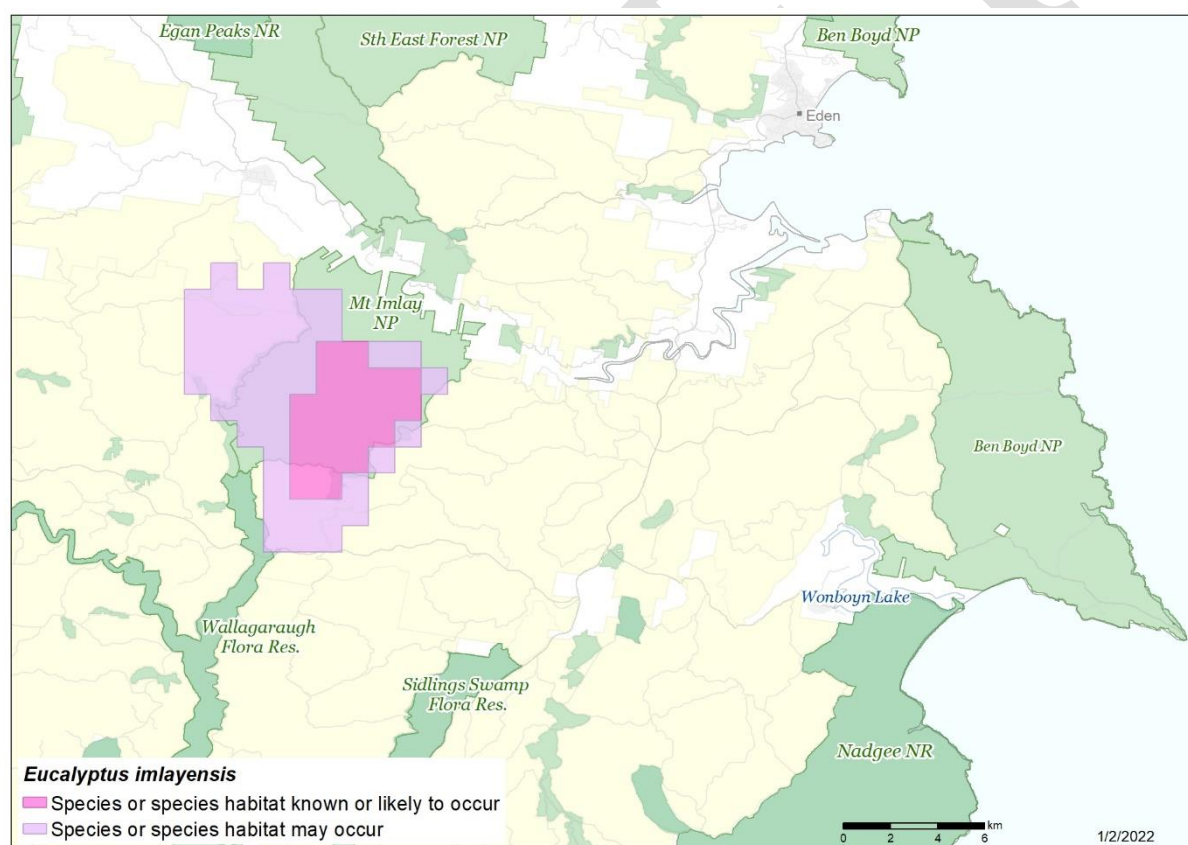 Egan Peaks NR
Sth East Forest NP
Ben Boyd NP
Eden
Mt Imlay
NP
Ben Boyd NP
Wonboyn Lake
Wallagaraugh
Flora Res.
Sidlings Swamp
Flora Res.
Nadgee NR
Eucalyptus imlayensis
Species or species habitat known or likely to occur
Species or species habitat may occur
km
0 2 4 6
1/2/2022